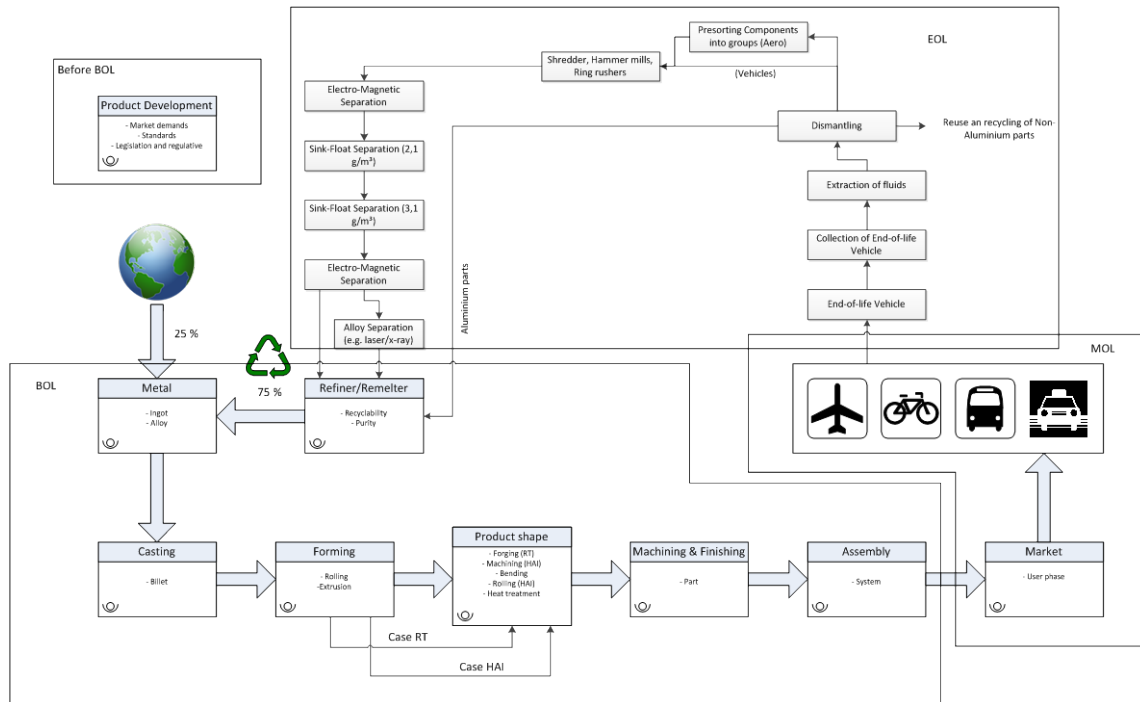 Before BOL
Product Development
- Market demands
- Standards
- Legislation and regulative
EOL
Presorting Components
into groups (Aero)
Shredder, Hammer mills,
Ring rushers
(Vehicles)
Electro-Magnetic
Separation
Dismantling
Reuse an recycling of Non-
Aluminium parts
Sink-Float Separation (2,1
g/m³)
Extraction of fluids
Sink-Float Separation (3,1
g/m³)
Collection of End-of-life
Vehicle
Electro-Magnetic
Separation
Aluminium parts
End-of-life Vehicle
Alloy Separation
(e.g. laser/x-ray)
25 %
75 %
MOL
BOL
Metal
- Ingot
- Alloy
Refiner/Remelter
- Recyclability
- Purity
Casting
- Billet
Forming
- Rolling
-Extrusion
Product shape
- Forging (RT)
- Machining (HAI)
- Bending
- Rolling (HAI)
- Heat treatment
Machining & Finishing
- Part
Assembly
- System
Market
- User phase
Case RT
Case HAI